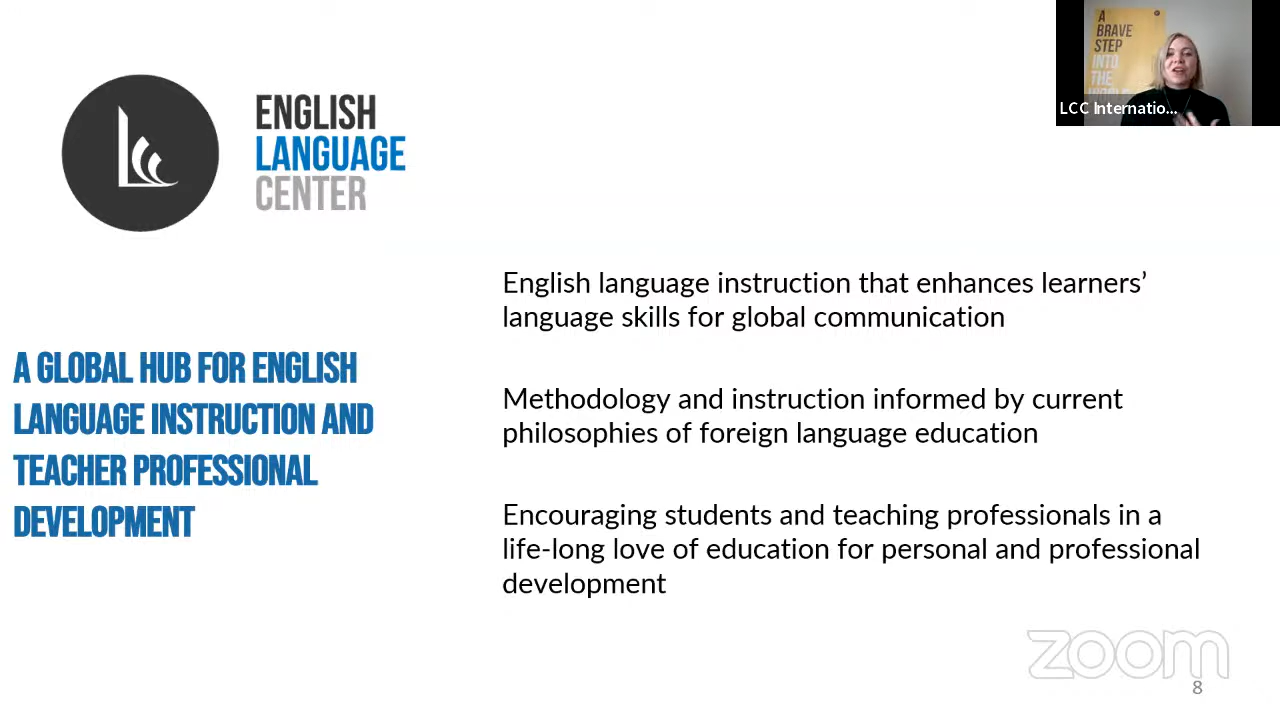 A
BRAVE
STEP
INTO
THE
WORLD
LCC Internatio...
ENGLISH
LANGUAGE
CENTER
A GLOBAL HUB FOR ENGLISH
LANGUAGE INSTRUCTION AND
TEACHER PROFESSIONAL
DEVELOPMENT
English language instruction that enhances learners’
language skills for global communication
Methodology and instruction informed by current
philosophies of foreign language education
Encouraging students and teaching professionals in a
life-long love of education for personal and professional
development
zoom
8